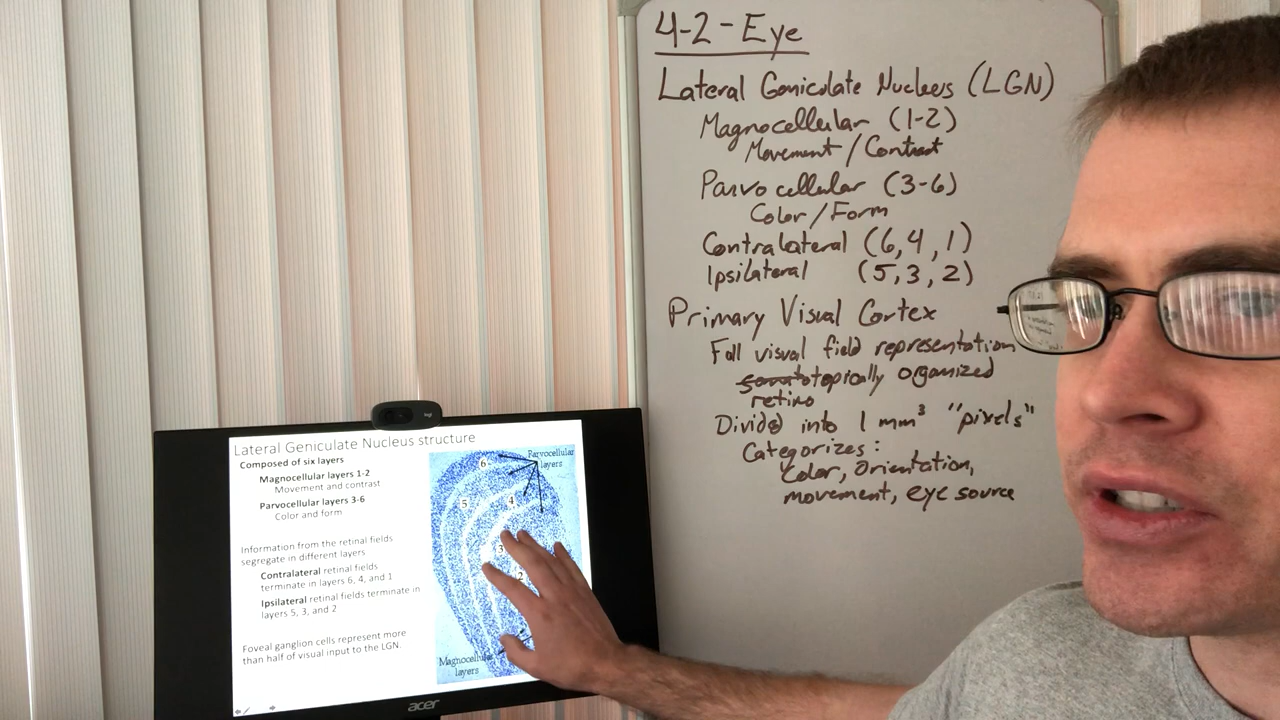 4-2-Eye
Lateral Geniculate Nucleus (LGN)
Magnocellular (1-2)
Movement/Contrast
Parvocellular (3-6)
Color/Form
Contralateral (6,4,1)
Ipsilateral (5,3,2)
Primary Visual Cortex
Full visual field representation
somatotopically organized
retino
Divided into 1 mm³ "pixels"
Categorizes:
Color, Orientation,
movement, eye source
logi
Lateral Geniculate Nucleus structure
Composed of six layers
Magnocellular layers 1-2
Movement and contrast
Parvocellular layers 3-6
Color and form
Information from the retinal fields
segregate in different layers
Contralateral retinal fields
terminate in layers 6, 4, and 1
Ipsilateral retinal fields terminate in
layers 5, 3, and 2
Foveal ganglion cells represent more
than half of visual input to the LGN.
Parvocellular
layers
6
5
4
3
2
Magnocellular
layers
acer